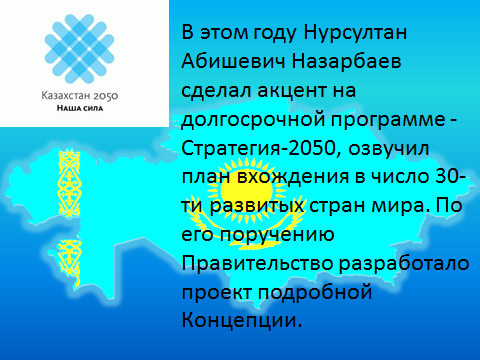 Казахстан 2050
Наша сила
В этом году Нурсултан
Абишевич Назарбаев
сделал акцент на
долгосрочной программе -
Стратегия-2050, озвучил
план вхождения в число 30-
ти развитых стран мира. По
его поручению
Правительство разработало
проект подробной
Концепции.